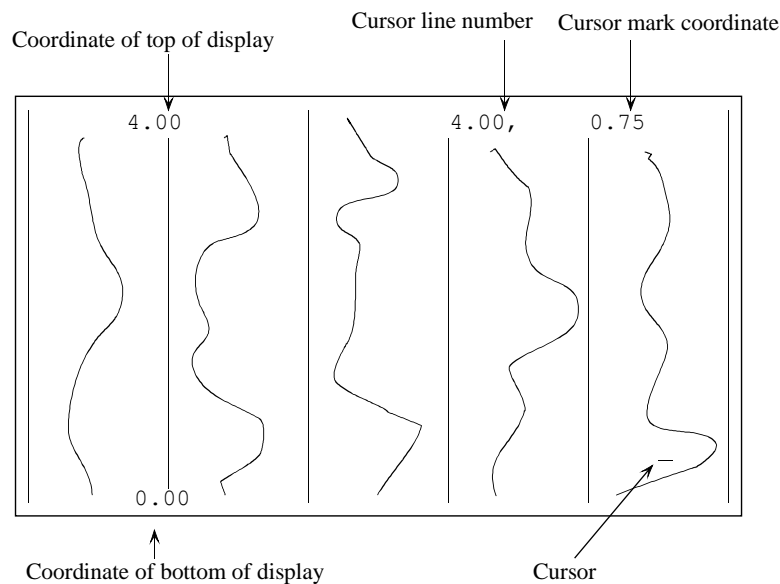 Cursor line number Cursor mark coordinate
Coordinate of top of display
4.00 4.00, 0.75
0.00
Coordinate of bottom of display Cursor